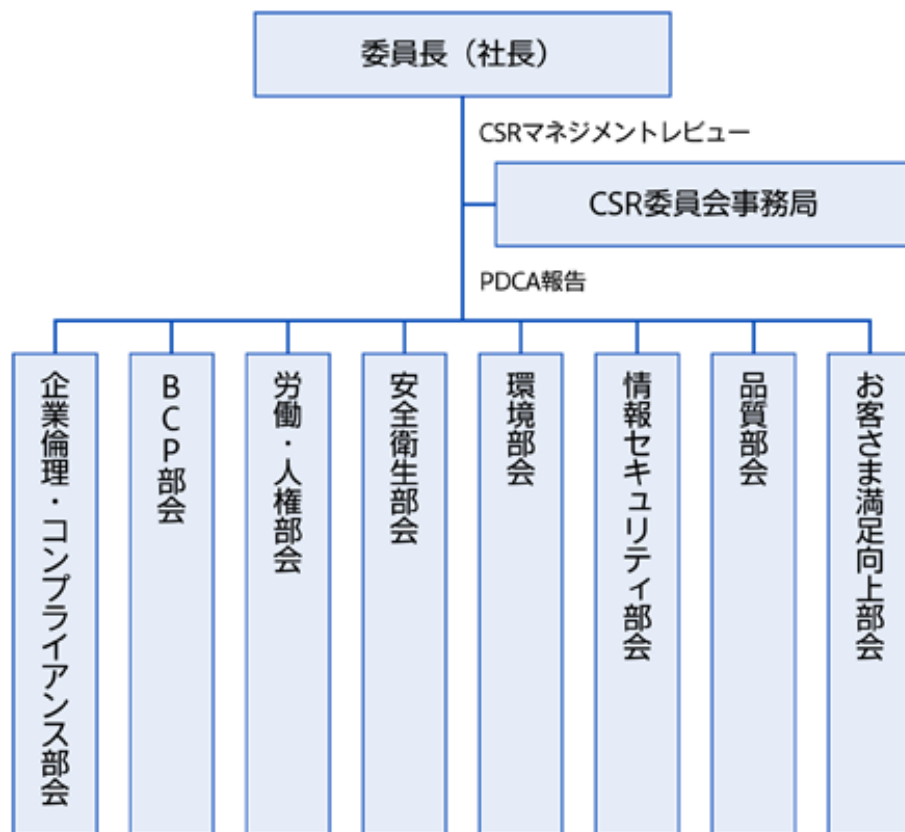 委員長（社長）
CSRマネジメントレビュー
CSR委員会事務局
PDCA報告
企業倫理・コンプライアンス部会
BCP部会
労働・人権部会
安全衛生部会
環境部会
情報セキュリティ部会
品質部会
お客さま満足向上部会